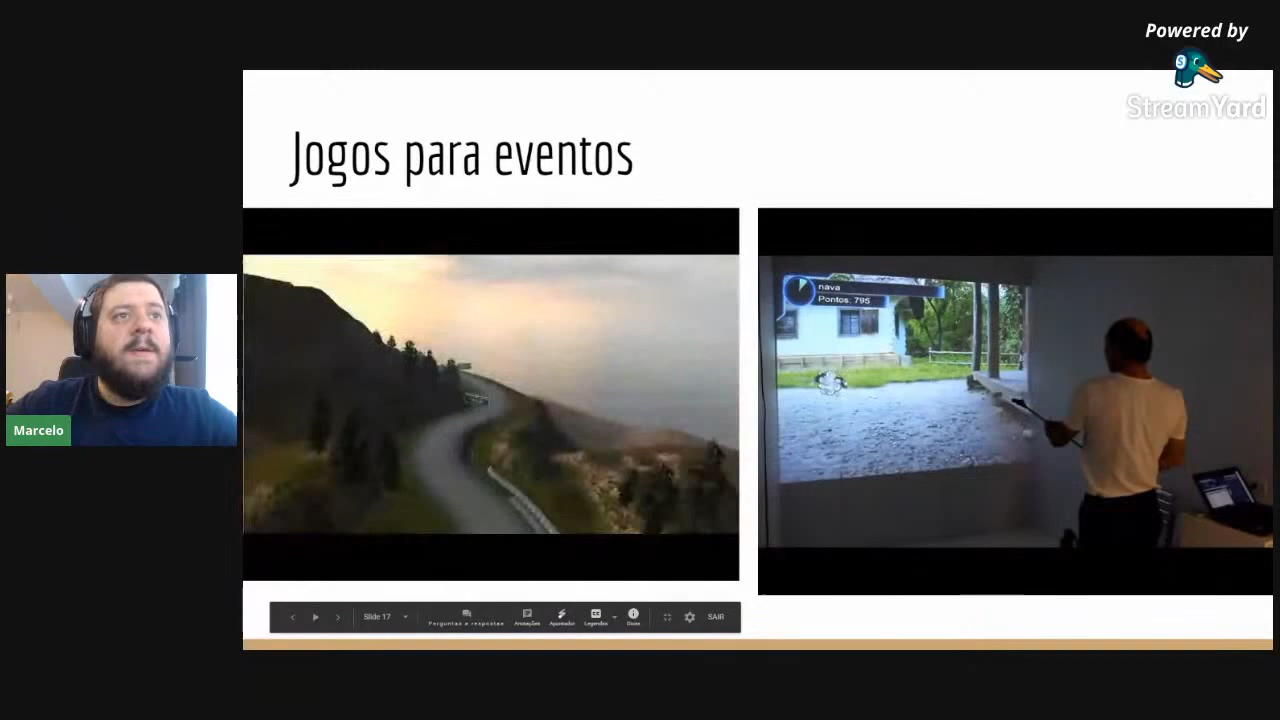 Powered by
StreamYard
Jogos para eventos
nava
Pontos: 795
Marcelo
Slide 17
Perguntas e respostas
Anotações
Apontador
Legendas
Dicas
SAIR